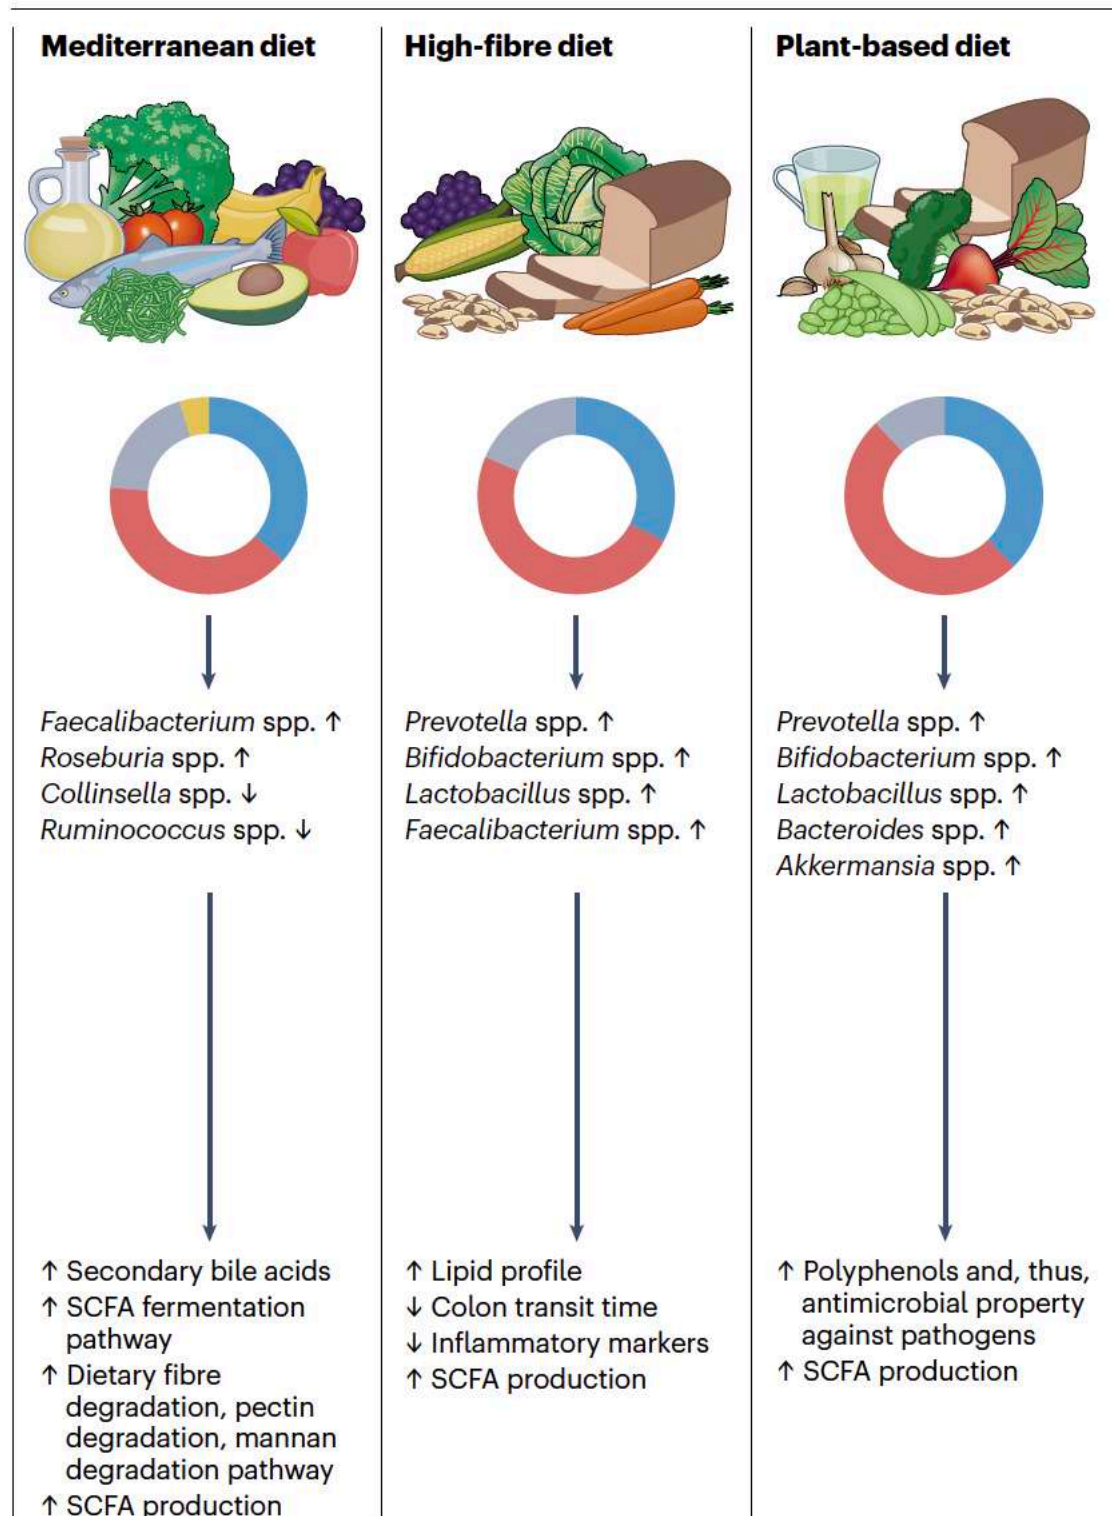 Mediterranean diet
Faecalibacterium spp. ↑
Roseburia spp. ↑
Collinsella spp. ↓
Ruminococcus spp. ↓
↑ Secondary bile acids
↑ SCFA fermentation
pathway
↑ Dietary fibre
degradation, pectin
degradation, mannan
degradation pathway
↑ SCFA production
High-fibre diet
Prevotella spp. ↑
Bifidobacterium spp. ↑
Lactobacillus spp. ↑
Faecalibacterium spp. ↑
↑ Lipid profile
↓ Colon transit time
↓ Inflammatory markers
↑ SCFA production
Plant-based diet
Prevotella spp. ↑
Bifidobacterium spp. ↑
Lactobacillus spp. ↑
Bacteroides spp. ↑
Akkermansia spp. ↑
↑ Polyphenols and, thus,
antimicrobial property
against pathogens
↑ SCFA production